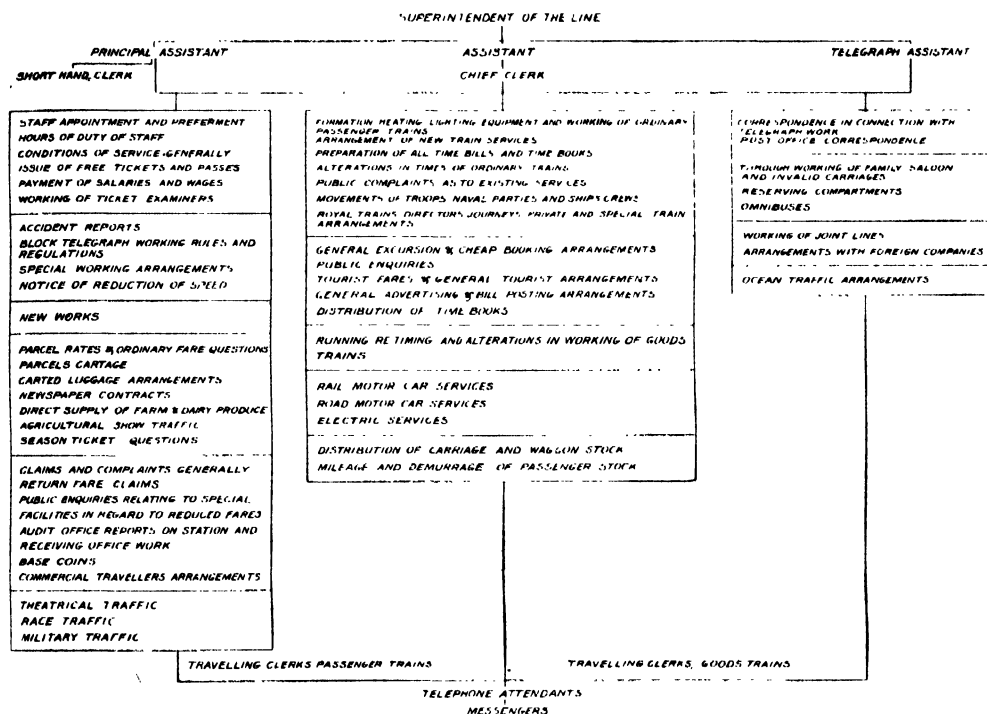 SUPERINTENDENT OF THE LINE
PRINCIPAL ASSISTANT
ASSISTANT
TELEGRAPH ASSISTANT
SHORT HAND CLERK
CHIEF CLERK
STAFF APPOINTMENT AND PREFERMENT
HOURS OF DUTY OF STAFF
CONDITIONS OF SERVICE GENERALLY
ISSUE OF FREE TICKETS AND PASSES
PAYMENT OF SALARIES AND WAGES
WORKING OF TICKET EXAMINERS
ACCIDENT REPORTS
BLOCK TELEGRAPH WORKING RULES AND
REGULATIONS
SPECIAL WORKING ARRANGEMENTS
NOTICE OF REDUCTION OF SPEED
NEW WORKS
PARCEL RATES & ORDINARY FARE QUESTIONS
PARCELS CARTAGE
CARTED LUGGAGE ARRANGEMENTS
NEWSPAPER CONTRACTS
DIRECT SUPPLY OF FARM & DAIRY PRODUCE
AGRICULTURAL SHOW TRAFFIC
SEASON TICKET QUESTIONS
CLAIMS AND COMPLAINTS GENERALLY
RETURN FARE CLAIMS
PUBLIC ENQUIRIES RELATING TO SPECIAL
FACILITIES IN REGARD TO REDUCED FARES
AUDIT OFFICE REPORTS ON STATION AND
RECEIVING OFFICE WORK
BASE COINS
COMMERCIAL TRAVELLERS ARRANGEMENTS
THEATRICAL TRAFFIC
RACE TRAFFIC
MILITARY TRAFFIC
FORMATION HEATING LIGHTING EQUIPMENT AND WORKING OF ORDINARY
PASSENGER TRAINS
ARRANGEMENT OF NEW TRAIN SERVICES
PREPARATION OF ALL TIME BILLS AND TIME BOOKS
ALTERATIONS IN TIMES OF ORDINARY TRAINS
PUBLIC COMPLAINTS AS TO EXISTING SERVICES
MOVEMENTS OF TROOPS NAVAL PARTIES AND SHIPS CREWS
ROYAL TRAINS DIRECTORS JOURNEYS PRIVATE AND SPECIAL TRAIN
ARRANGEMENTS
GENERAL EXCURSION & CHEAP BOOKING ARRANGEMENTS
PUBLIC ENQUIRIES
TOURIST FARES & GENERAL TOURIST ARRANGEMENTS
GENERAL ADVERTISING & BILL POSTING ARRANGEMENTS
DISTRIBUTION OF TIME BOOKS
RUNNING RE TIMING AND ALTERATIONS IN WORKING OF GOODS
TRAINS
RAIL MOTOR CAR SERVICES
ROAD MOTOR CAR SERVICES
ELECTRIC SERVICES
DISTRIBUTION OF CARRIAGE AND WAGGON STOCK
MILEAGE AND DEMURRAGE OF PASSENGER STOCK
CORRESPONDENCE IN CONNECTION WITH
TELEGRAPH WORK
POST OFFICE CORRESPONDENCE
THROUGH WORKING OF FAMILY SALOON
AND INVALID CARRIAGES
RESERVING COMPARTMENTS
OMNIBUSES
WORKING OF JOINT LINES
ARRANGEMENTS WITH FOREIGN COMPANIES
OCEAN TRAFFIC ARRANGEMENTS
TRAVELLING CLERKS PASSENGER TRAINS
TRAVELLING CLERKS, GOODS TRAINS
TELEPHONE ATTENDANTS
MESSENGERS